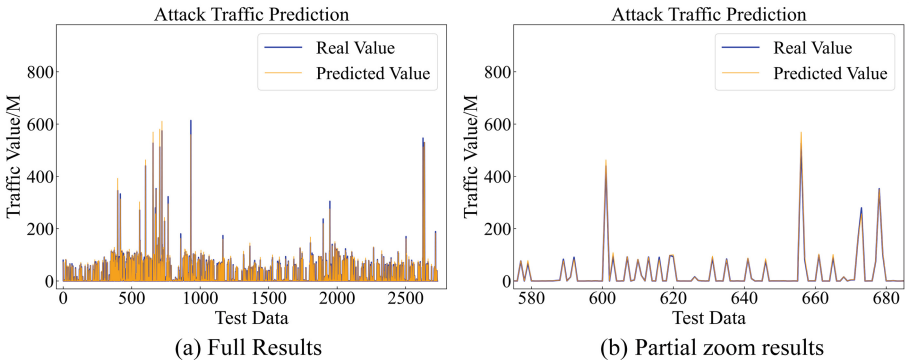 Attack Traffic Prediction
Real Value
Predicted Value
Traffic Value/M
800
600
400
200
0
0 500 1000 1500 2000 2500
Test Data
(a) Full Results
Attack Traffic Prediction
Real Value
Predicted Value
Traffic Value/M
800
600
400
200
0
580 600 620 640 660 680
Test Data
(b) Partial zoom results